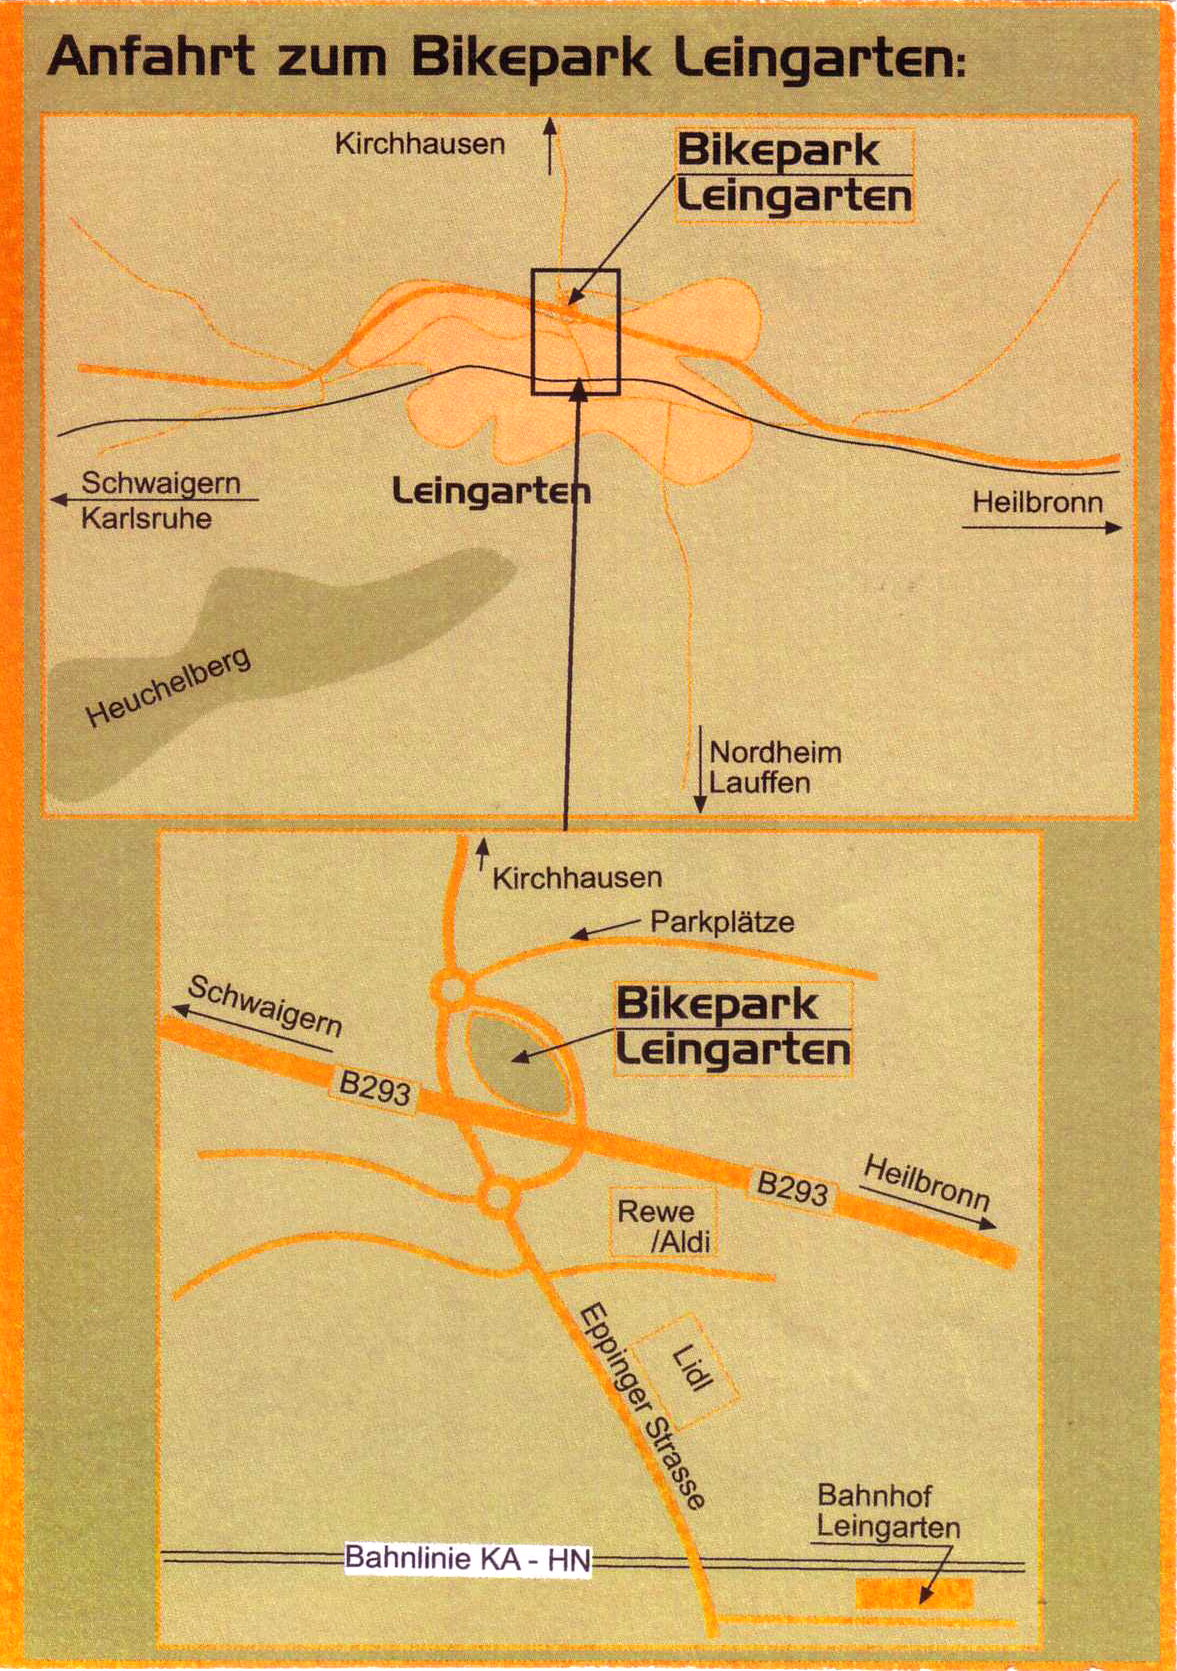 Anfahrt zum Bikepark Leingarten:
Kirchhausen
Bikepark
Leingarten
Schwaigern
Karlsruhe
Leingarten
Heilbronn
Heuchelberg
Nordheim
Lauffen
Kirchhausen
Parkplätze
Schwaigern
Bikepark
Leingarten
B293
B293
Heilbronn
Rewe
/Aldi
Eppinger Strasse
Lidl
Bahnhof
Leingarten
Bahnlinie KA - HN